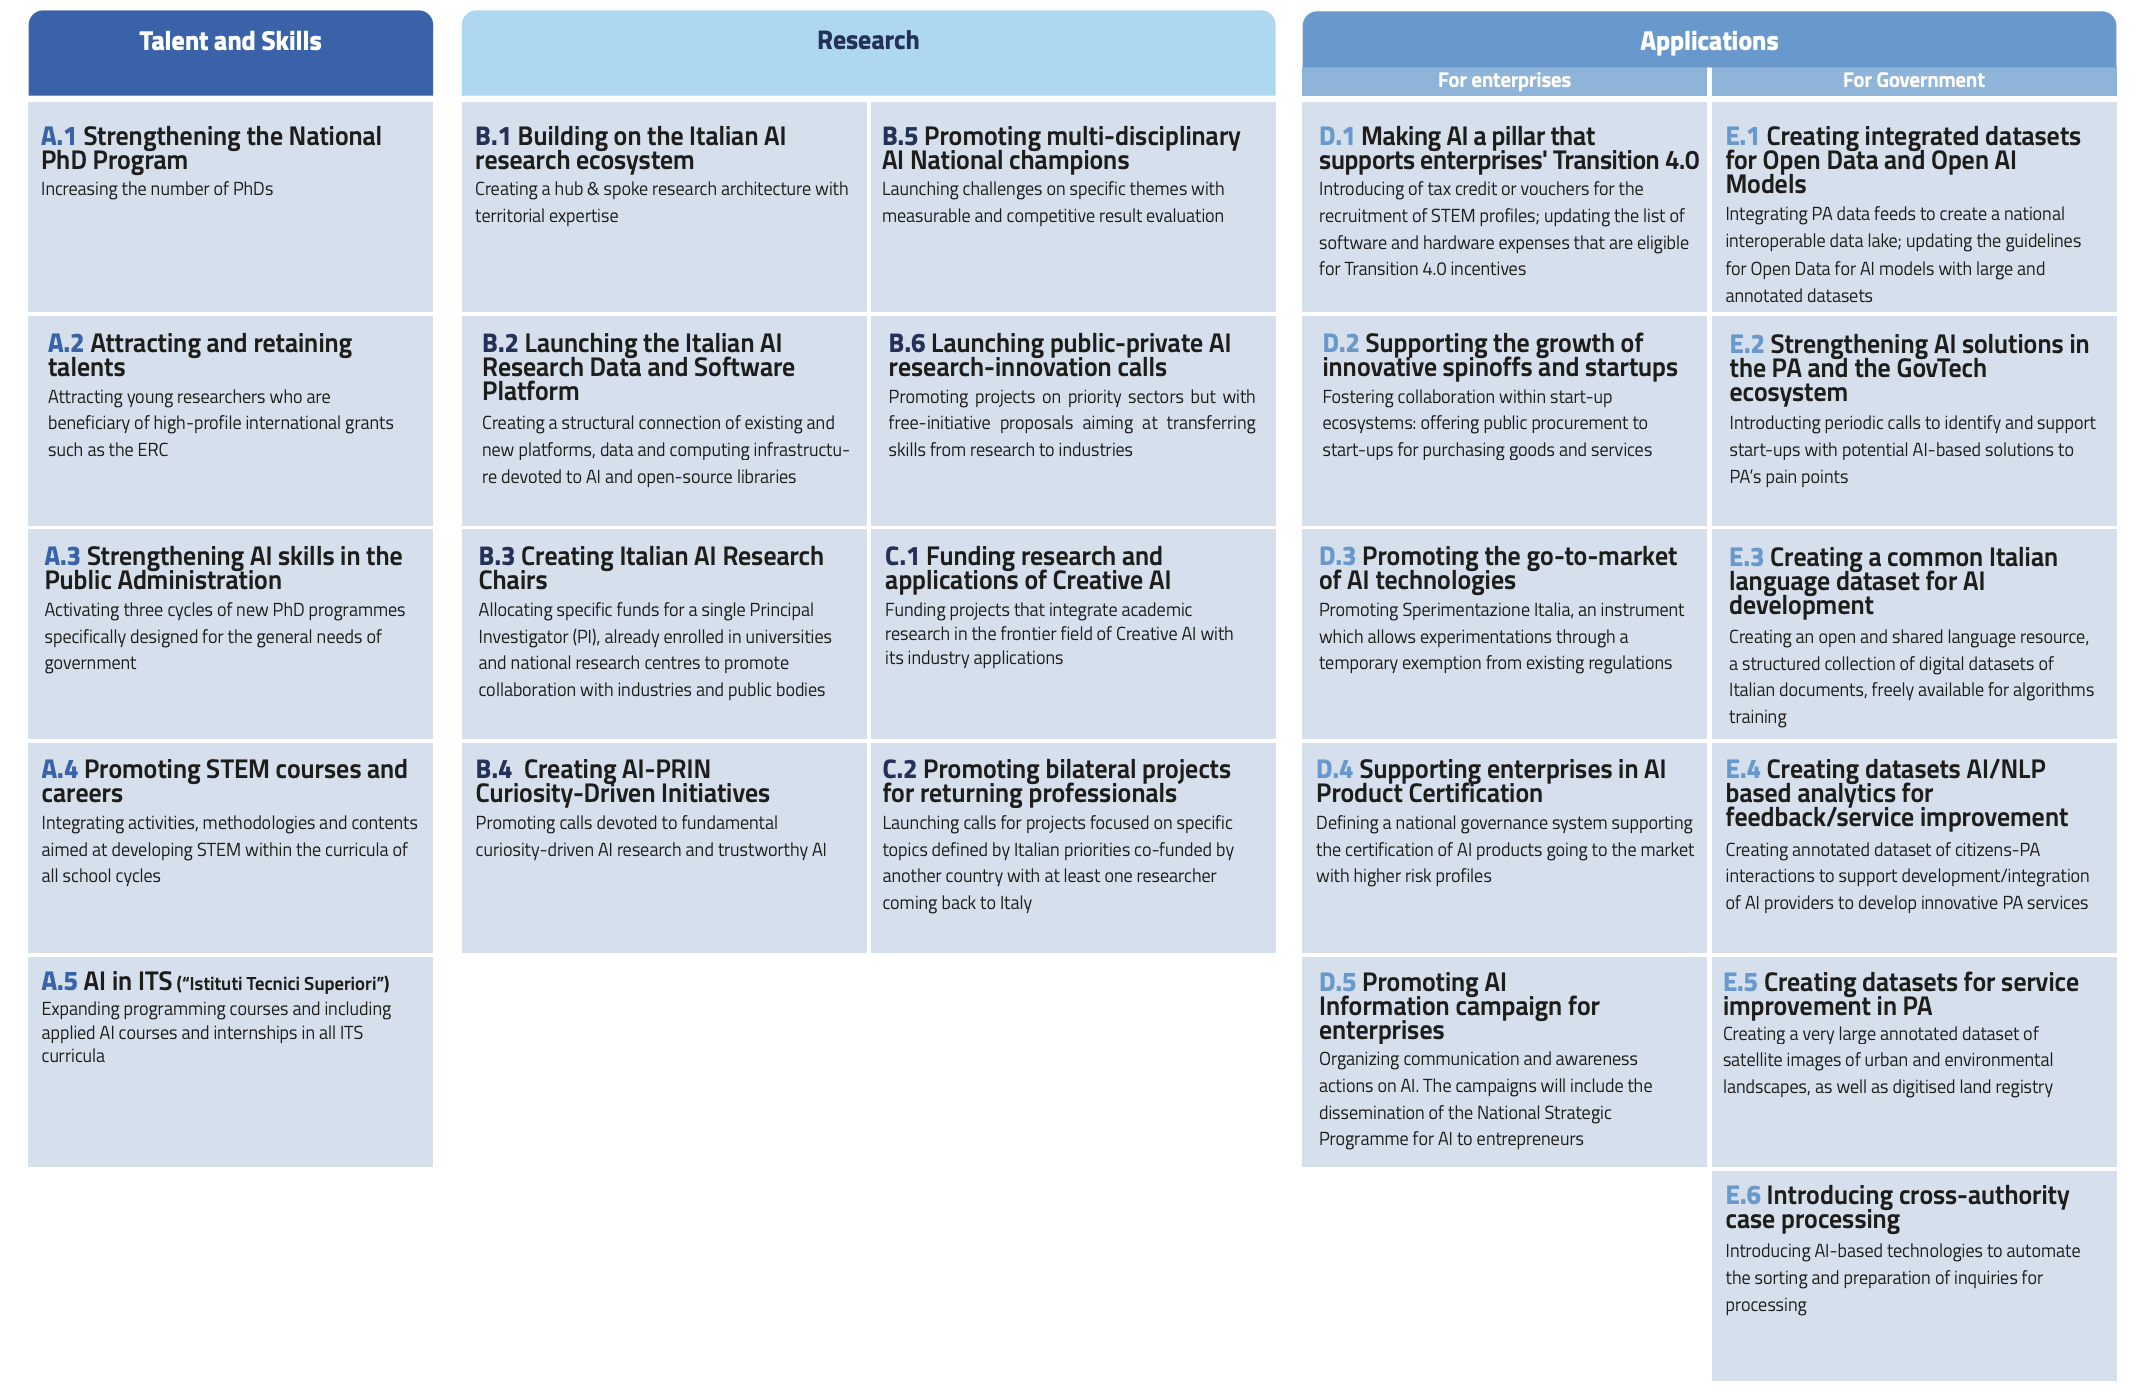 Talent and Skills
A.1 Strengthening the National
PhD Program
Increasing the number of PhDs
A.2 Attracting and retaining
talents
Attracting young researchers who are
beneficiary of high-profile international grants
such as the ERC
A.3 Strengthening AI skills in the
Public Administration
Activating three cycles of new PhD programmes
specifically designed for the general needs of
government
A.4 Promoting STEM courses and
careers
Integrating activities, methodologies and contents
aimed at developing STEM within the curricula of
all school cycles
A.5 AI in ITS (“Istituti Tecnici Superiori”)
Expanding programming courses and including
applied AI courses and internships in all ITS
curricula
Research
B.1 Building on the Italian AI
research ecosystem
Creating a hub & spoke research architecture with
territorial expertise
B.2 Launching the Italian AI
Research Data and Software
Platform
Creating a structural connection of existing and
new platforms, data and computing infrastructu-
re devoted to AI and open-source libraries
B.3 Creating Italian AI Research
Chairs
Allocating specific funds for a single Principal
Investigator (PI), already enrolled in universities
and national research centres to promote
collaboration with industries and public bodies
B.4 Creating AI-PRIN
Curiosity-Driven Initiatives
Promoting calls devoted to fundamental
curiosity-driven AI research and trustworthy AI
B.5 Promoting multi-disciplinary
AI National champions
Launching challenges on specific themes with
measurable and competitive result evaluation
B.6 Launching public-private AI
research-innovation calls
Promoting projects on priority sectors but with
free-initiative proposals aiming at transferring
skills from research to industries
C.1 Funding research and
applications of Creative AI
Funding projects that integrate academic
research in the frontier field of Creative AI with
its industry applications
C.2 Promoting bilateral projects
for returning professionals
Launching calls for projects focused on specific
topics defined by Italian priorities co-funded by
another country with at least one researcher
coming back to Italy
Applications
For enterprises
D.1 Making AI a pillar that
supports enterprises' Transition 4.0
Introducing of tax credit or vouchers for the
recruitment of STEM profiles; updating the list of
software and hardware expenses that are eligible
for Transition 4.0 incentives
D.2 Supporting the growth of
innovative spinoffs and startups
Fostering collaboration within start-up
ecosystems: offering public procurement to
start-ups for purchasing goods and services
D.3 Promoting the go-to-market
of AI technologies
Promoting Sperimentazione Italia, an instrument
which allows experimentations through a
temporary exemption from existing regulations
D.4 Supporting enterprises in AI
Product Certification
Defining a national governance system supporting
the certification of AI products going to the market
with higher risk profiles
D.5 Promoting AI
Information campaign for
enterprises
Organizing communication and awareness
actions on AI. The campaigns will include the
dissemination of the National Strategic
Programme for AI to entrepreneurs
For Government
E.1 Creating integrated datasets
for Open Data and Open AI
Models
Integrating PA data feeds to create a national
interoperable data lake; updating the guidelines
for Open Data for AI models with large and
annotated datasets
E.2 Strengthening AI solutions in
the PA and the GovTech
ecosystem
Introducting periodic calls to identify and support
start-ups with potential AI-based solutions to
PA’s pain points
E.3 Creating a common Italian
language dataset for AI
development
Creating an open and shared language resource,
a structured collection of digital datasets of
Italian documents, freely available for algorithms
training
E.4 Creating datasets AI/NLP
based analytics for
feedback/service improvement
Creating annotated dataset of citizens-PA
interactions to support development/integration
of AI providers to develop innovative PA services
E.5 Creating datasets for service
improvement in PA
Creating a very large annotated dataset of
satellite images of urban and environmental
landscapes, as well as digitised land registry
E.6 Introducing cross-authority
case processing
Introducing AI-based technologies to automate
the sorting and preparation of inquiries for
processing